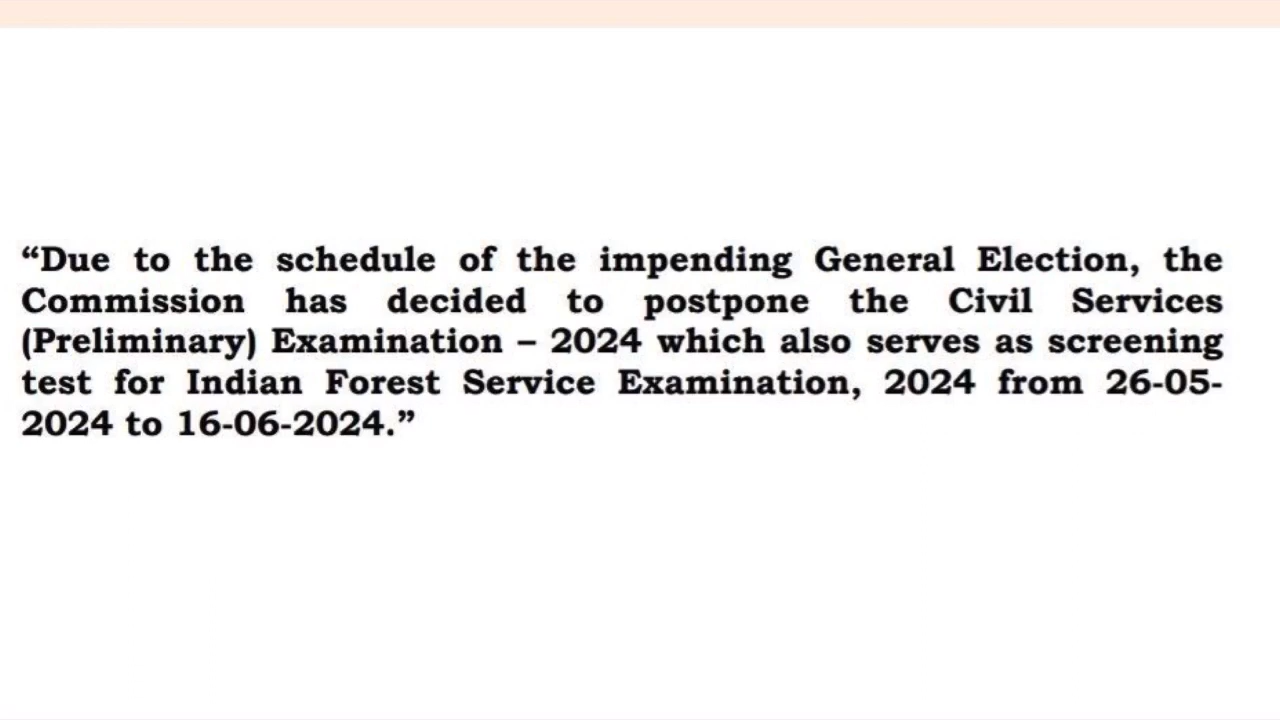 “Due to the schedule of the impending General Election, the
Commission has decided to postpone the Civil Services
(Preliminary) Examination – 2024 which also serves as screening
test for Indian Forest Service Examination, 2024 from 26-05-
2024 to 16-06-2024.”